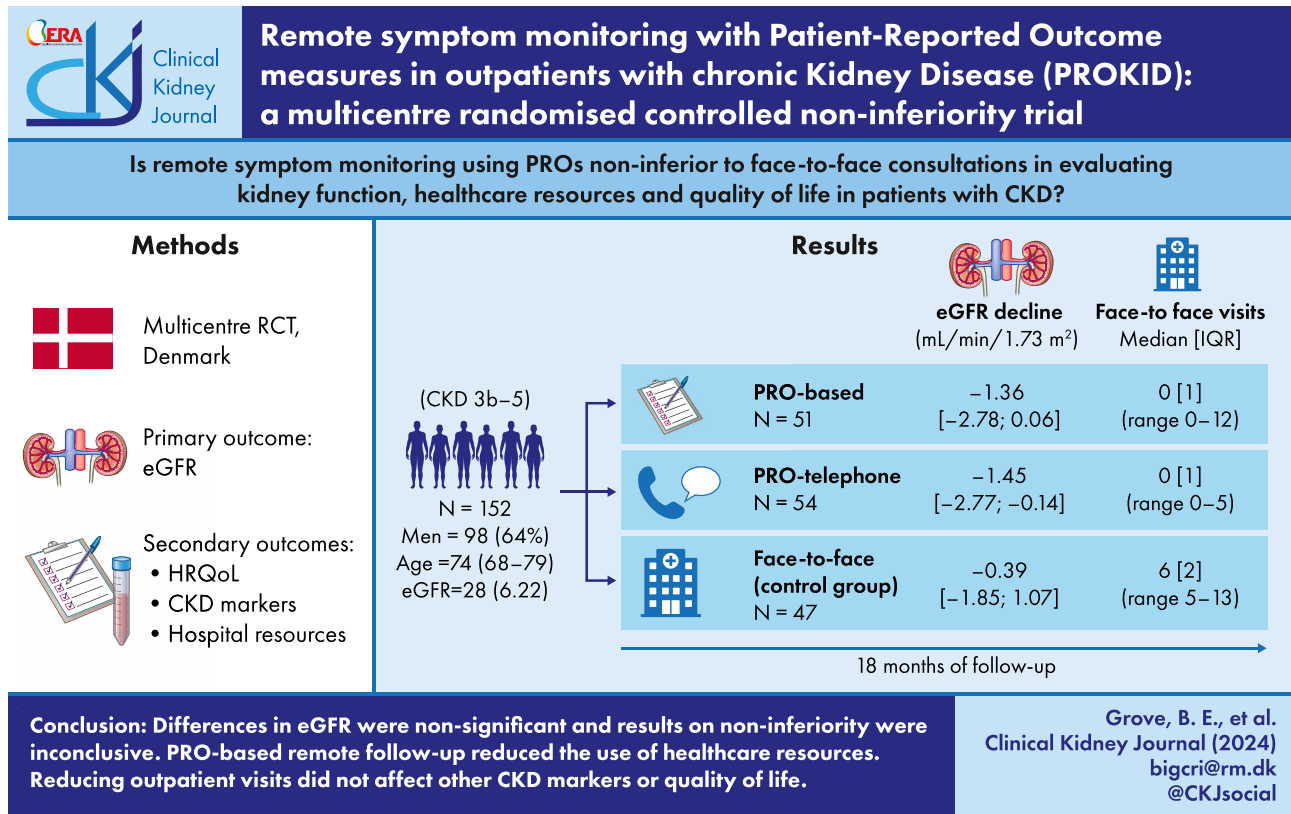 ERA
CKJ
Clinical
Kidney
Journal
Remote symptom monitoring with Patient-Reported Outcome
measures in outpatients with chronic Kidney Disease (PROKID):
a multicentre randomised controlled non-inferiority trial
Is remote symptom monitoring using PROs non-inferior to face-to-face consultations in evaluating
kidney function, healthcare resources and quality of life in patients with CKD?
Methods
Multicentre RCT,
Denmark
Primary outcome:
eGFR
Secondary outcomes:
• HRQoL
• CKD markers
• Hospital resources
Results
(CKD 3b–5)
N = 152
Men = 98 (64%)
Age =74 (68–79)
eGFR=28 (6.22)
eGFR decline
(mL/min/1.73 m²)
Face-to face visits
Median [IQR]
PRO-based
N = 51
−1.36
[−2.78; 0.06]
0 [1]
(range 0–12)
PRO-telephone
N = 54
−1.45
[−2.77; −0.14]
0 [1]
(range 0–5)
Face-to-face
(control group)
N = 47
−0.39
[−1.85; 1.07]
6 [2]
(range 5–13)
18 months of follow-up
Conclusion: Differences in eGFR were non-significant and results on non-inferiority were
inconclusive. PRO-based remote follow-up reduced the use of healthcare resources.
Reducing outpatient visits did not affect other CKD markers or quality of life.
Grove, B. E., et al.
Clinical Kidney Journal (2024)
bigcri@rm.dk
@CKJsocial